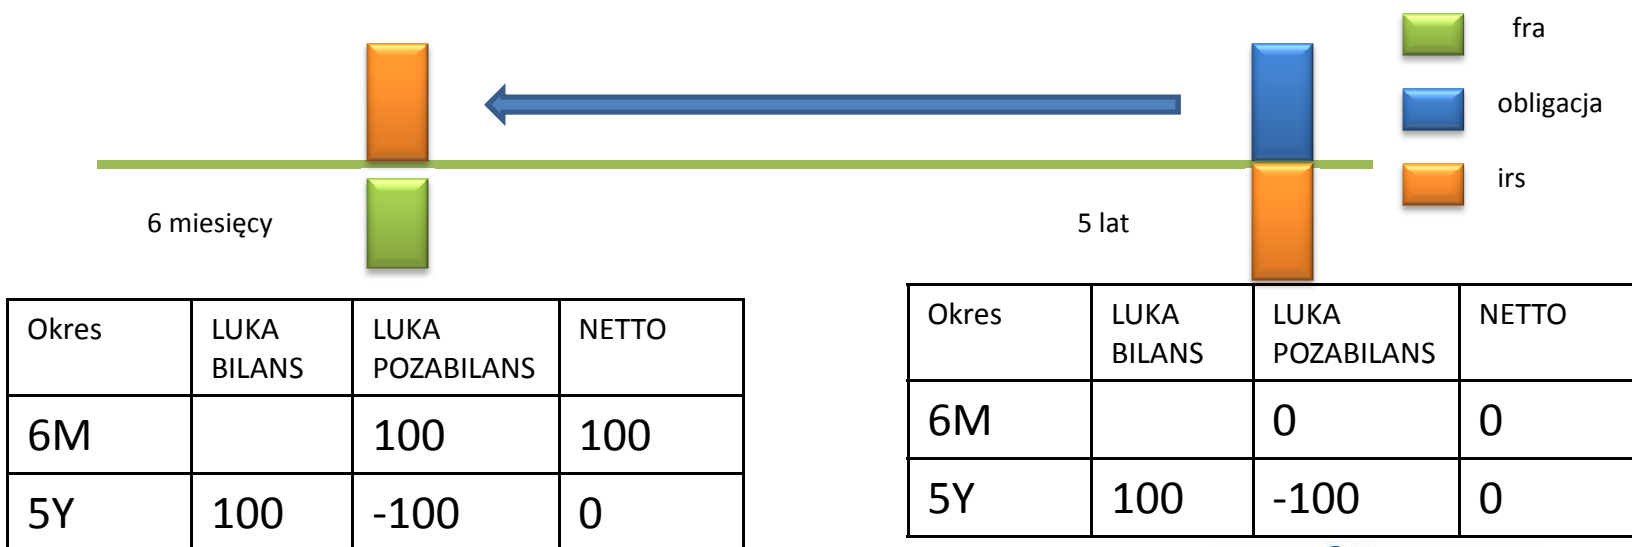 fra
obligacja
irs
6 miesięcy
5 lat
Okres LUKA BILANS LUKA POZABILANS NETTO
6M 100 100
5Y 100 -100 0
Okres LUKA BILANS LUKA POZABILANS NETTO
6M 0 0
5Y 100 -100 0